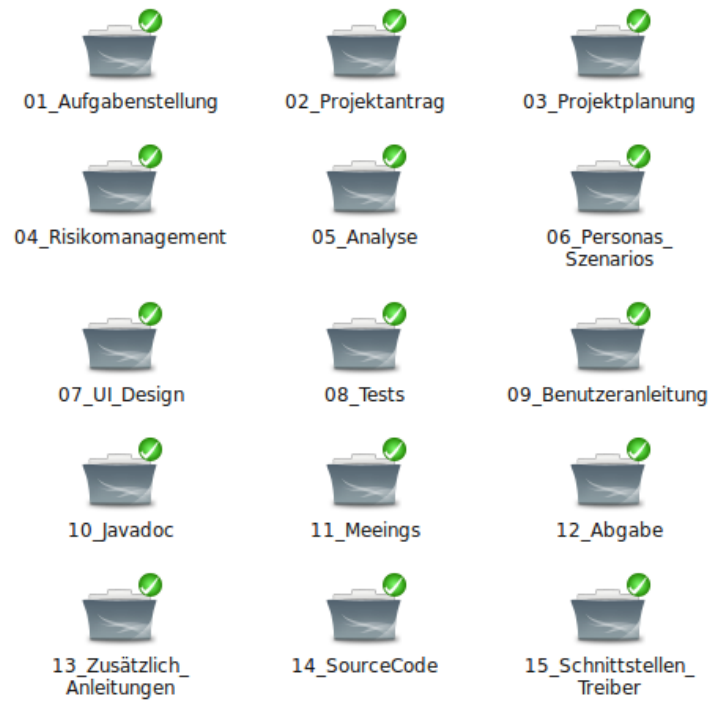 01_Aufgabenstellung
02_Projektantrag
03_Projektplanung
04_Risikomanagement
05_Analyse
06_Personas_
Szenarios
07_UI_Design
08_Tests
09_Benutzeranleitung
10_Javadoc
11_Meeings
12_Abgabe
13_Zusätzlich_
Anleitungen
14_SourceCode
15_Schnittstellen_
Treiber